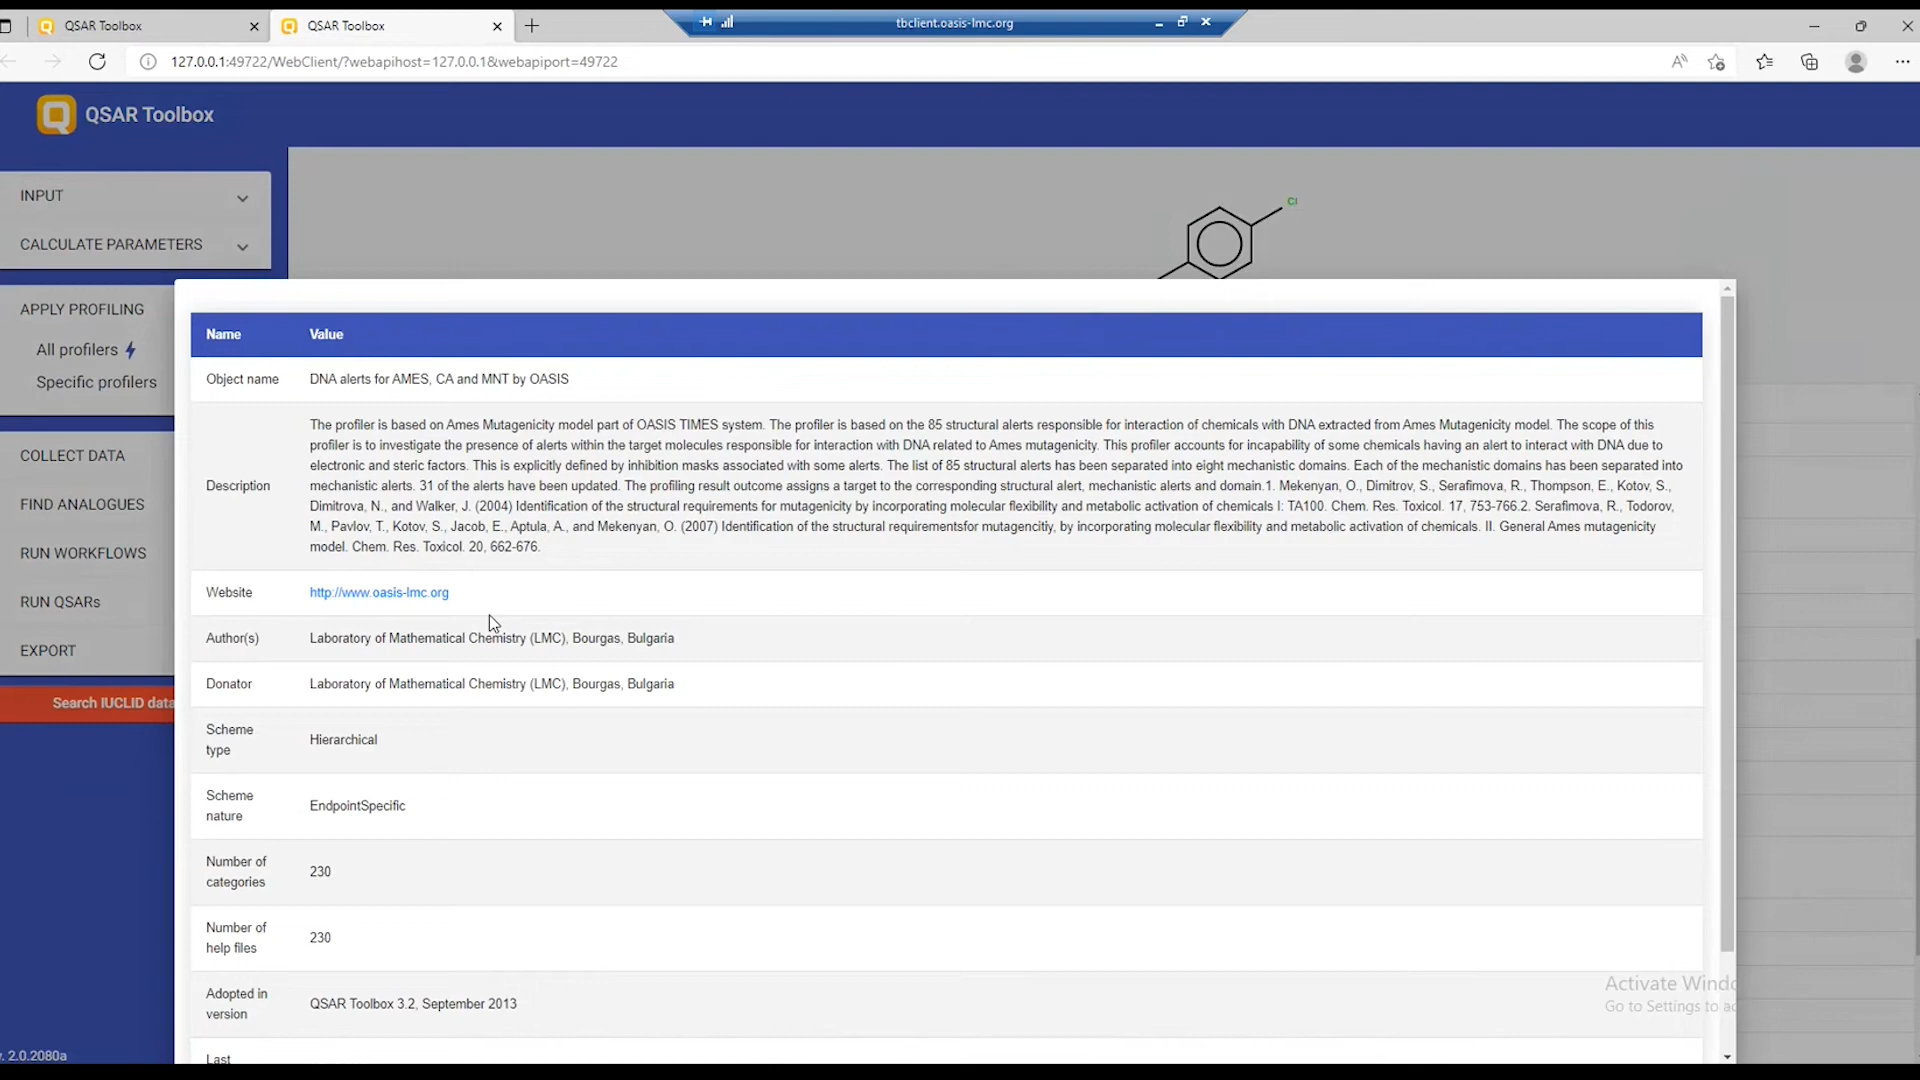 QSAR Toolbox
QSAR Toolbox
tbclient.oasis-lmc.org
127.0.0.1:49722/WebClient/?webapihost=127.0.0.1&webapiport=49722
QSAR Toolbox
INPUT
CALCULATE PARAMETERS
APPLY PROFILING
All profilers
Specific profilers
COLLECT DATA
FIND ANALOGUES
RUN WORKFLOWS
RUN QSARs
EXPORT
Search IUCLID data
. 2.0.2080a
Cl
Name Value
Object name DNA alerts for AMES, CA and MNT by OASIS
Description
The profiler is based on Ames Mutagenicity model part of OASIS TIMES system. The profiler is based on the 85 structural alerts responsible for interaction of chemicals with DNA extracted from Ames Mutagenicity model. The scope of this
profiler is to investigate the presence of alerts within the target molecules responsible for interaction with DNA related to Ames mutagenicity. This profiler accounts for incapability of some chemicals having an alert to interact with DNA due to
electronic and steric factors. This is explicitly defined by inhibition masks associated with some alerts. The list of 85 structural alerts has been separated into eight mechanistic domains. Each of the mechanistic domains has been separated into
mechanistic alerts. 31 of the alerts have been updated. The profiling result outcome assigns a target to the corresponding structural alert, mechanistic alerts and domain.1. Mekenyan, O., Dimitrov, S., Serafimova, R., Thompson, E., Kotov, S.,
Dimitrova, N., and Walker, J. (2004) Identification of the structural requirements for mutagenicity by incorporating molecular flexibility and metabolic activation of chemicals I: TA100. Chem. Res. Toxicol. 17, 753-766.2. Serafimova, R., Todorov,
M., Pavlov, T., Kotov, S., Jacob, E., Aptula, A., and Mekenyan, O. (2007) Identification of the structural requirementsfor mutagencitiy, by incorporating molecular flexibility and metabolic activation of chemicals. II. General Ames mutagenicity
model. Chem. Res. Toxicol. 20, 662-676.
Website http://www.oasis-lmc.org
Author(s) Laboratory of Mathematical Chemistry (LMC), Bourgas, Bulgaria
Donator Laboratory of Mathematical Chemistry (LMC), Bourgas, Bulgaria
Scheme
type
Hierarchical
Scheme
nature
EndpointSpecific
Number of
categories
230
Number of
help files
230
Adopted in
version
QSAR Toolbox 3.2, September 2013
Last
Activate Windo
Go to Settings to ac